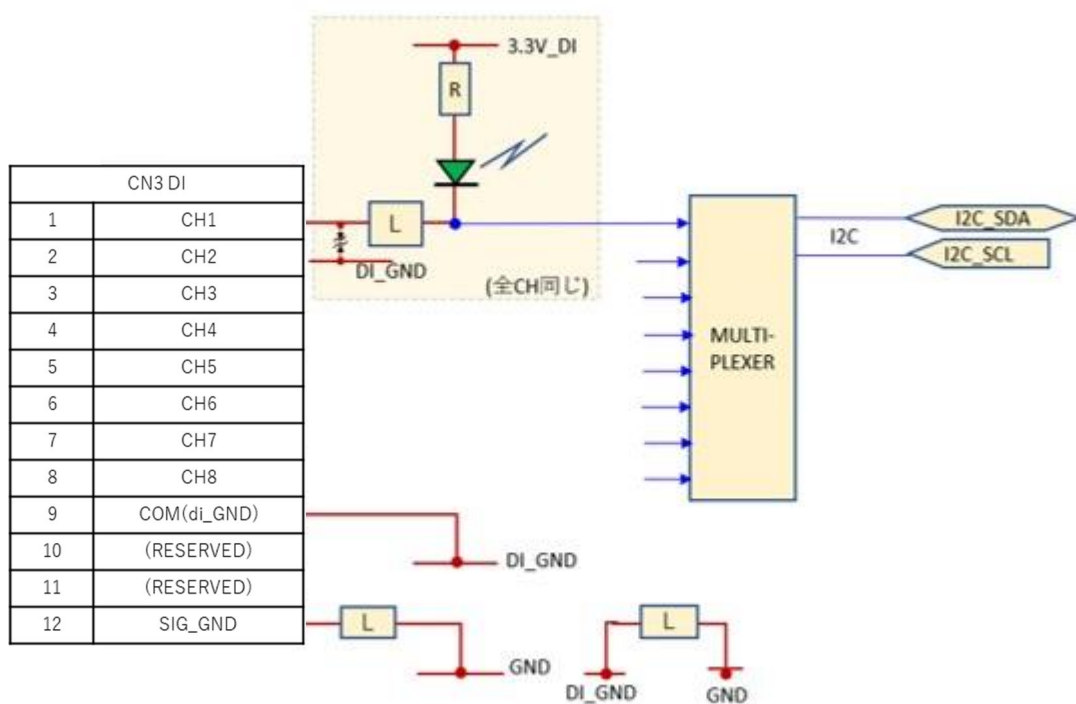 3.3V_DI
R
CN3 DI
1 CH1
2 CH2
3 CH3
4 CH4
5 CH5
6 CH6
7 CH7
8 CH8
9 COM(di_GND)
10 (RESERVED)
11 (RESERVED)
12 SIG_GND
L
DI_GND
(全CH同じ)
MULTI-
PLEXER
I2C
I2C_SDA
I2C_SCL
DI_GND
L
GND
L
DI_GND
GND